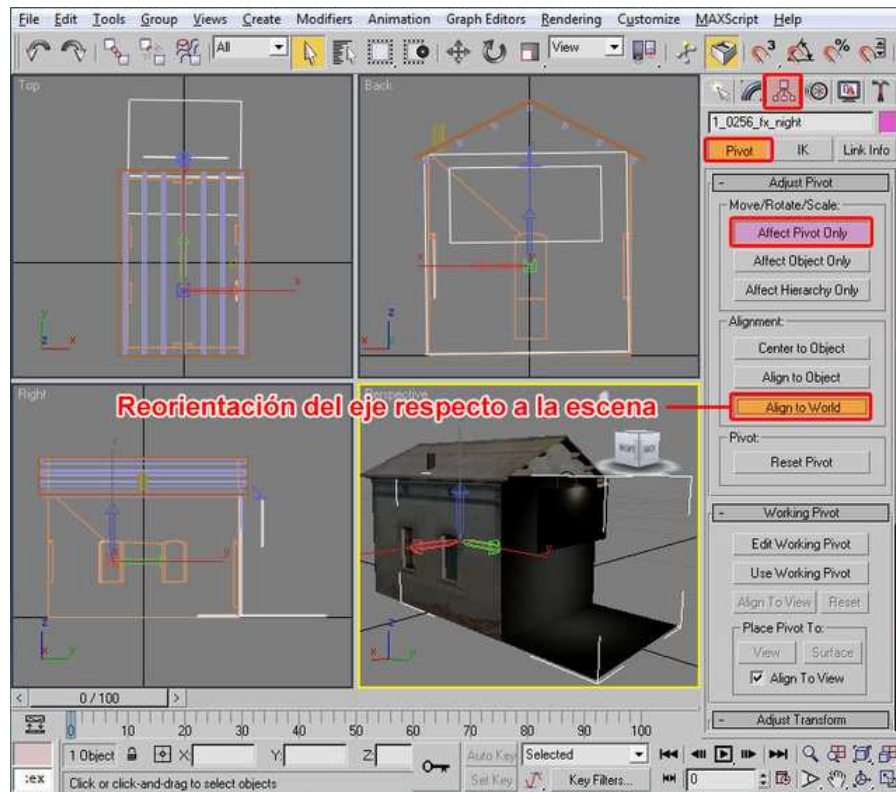 File Edit Tools Group Views Create Modifiers Animation Graph Editors Rendering Customize MAXScript Help
All
View
Top
Back
1_0256_fx_night
Pivot IK Link Info
- Adjust Pivot
Move/Rotate/Scale:
Affect Pivot Only
Affect Object Only
Affect Hierarchy Only
Alignment:
Center to Object
Align to Object
Align to World
Right
Perspective
Reorientación del eje respecto a la escena
Pivot:
Reset Pivot
- Working Pivot
Edit Working Pivot
Use Working Pivot
Align To View Reset
Place Pivot To:
View Surface
Align To View
- Adjust Transform
< 0 / 100 >
0 10 20 30 40 50 60 70 80 90 100
1 Object X: Y: Z: Auto Key Selected
:ex Click or click-and-drag to select objects Set Key Key Filters... 0